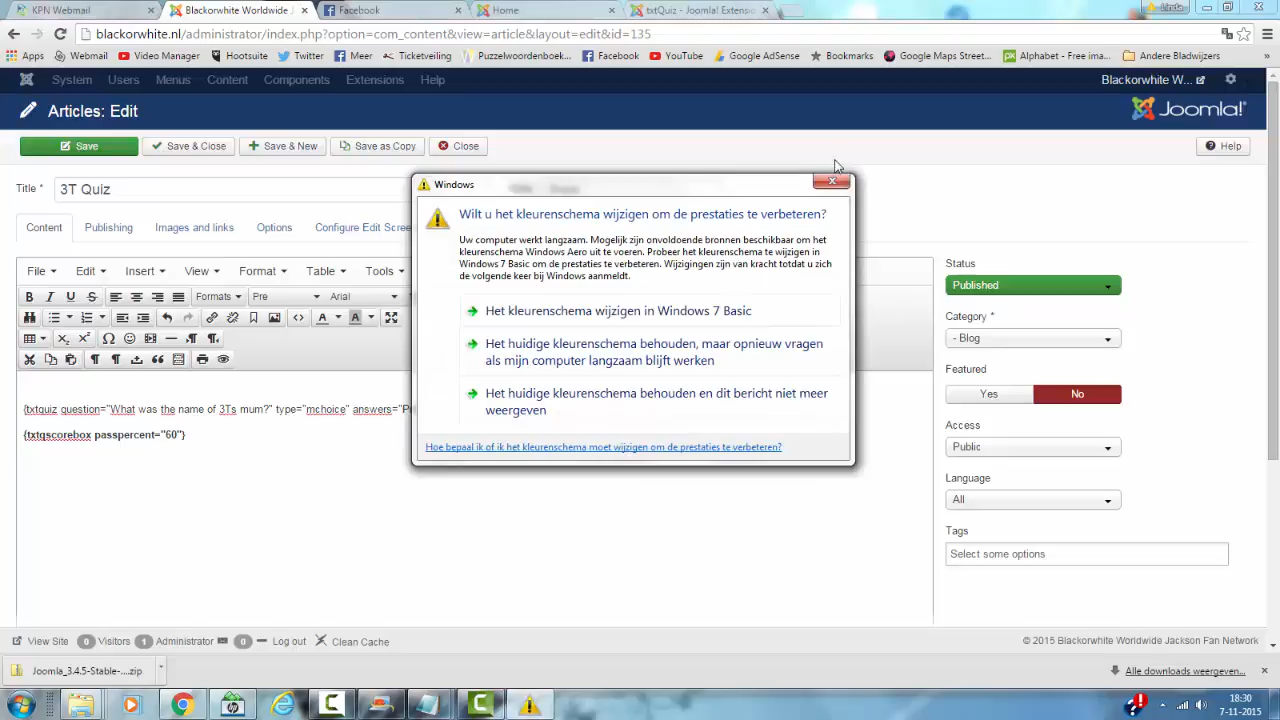 KPN Webmail
Blackorwhite Worldwide J
Facebook
Home
txtQuiz - Joomla! Extensio
blackorwhite.nl/administrator/index.php?option=com_content&view=article&layout=edit&id=135
Apps
Webmail
Video Manager
Hootsuite
Twitter
Meer
Ticketveiling
Puzzelwoordenboek...
Facebook
YouTube
Google AdSense
Bookmarks
Google Maps Street...
Alphabet - Free ima...
Andere Bladwijzers
System Users Menus Content Components Extensions Help
Blackorwhite W...
Articles: Edit
Joomla!®
Save
Save & Close
Save & New
Save as Copy
Close
Help
Title *
3T Quiz
Content
Publishing
Images and links
Options
Configure Edit Scree
File Edit Insert View Format Table Tools
B I U S
Formats
Pre
Arial
A A
{txtquiz question="What was the name of 3Ts mum?" type="mchoice" answers="P
{txtqscorebox passpercent="60"}
Windows
Wilt u het kleurenschema wijzigen om de prestaties te verbeteren?
Uw computer werkt langzaam. Mogelijk zijn onvoldoende bronnen beschikbaar om het
kleurenschema Windows Aero uit te voeren. Probeer het kleurenschema te wijzigen in
Windows 7 Basic om de prestaties te verbeteren. Wijzigingen zijn van kracht totdat u zich
de volgende keer bij Windows aanmeldt.
Het kleurenschema wijzigen in Windows 7 Basic
Het huidige kleurenschema behouden, maar opnieuw vragen
als mijn computer langzaam blijft werken
Het huidige kleurenschema behouden en dit bericht niet meer
weergeven
Hoe bepaal ik of ik het kleurenschema moet wijzigen om de prestaties te verbeteren?
Status
Published
Category *
- Blog
Featured
Yes
No
Access
Public
Language
All
Tags
Select some options
View Site
0 Visitors
1 Administrator
0
Log out
Clean Cache
© 2015 Blackorwhite Worldwide Jackson Fan Network
Joomla_3.4.5-Stable-....zip
Alle downloads weergeven...
18:30
7-11-2015